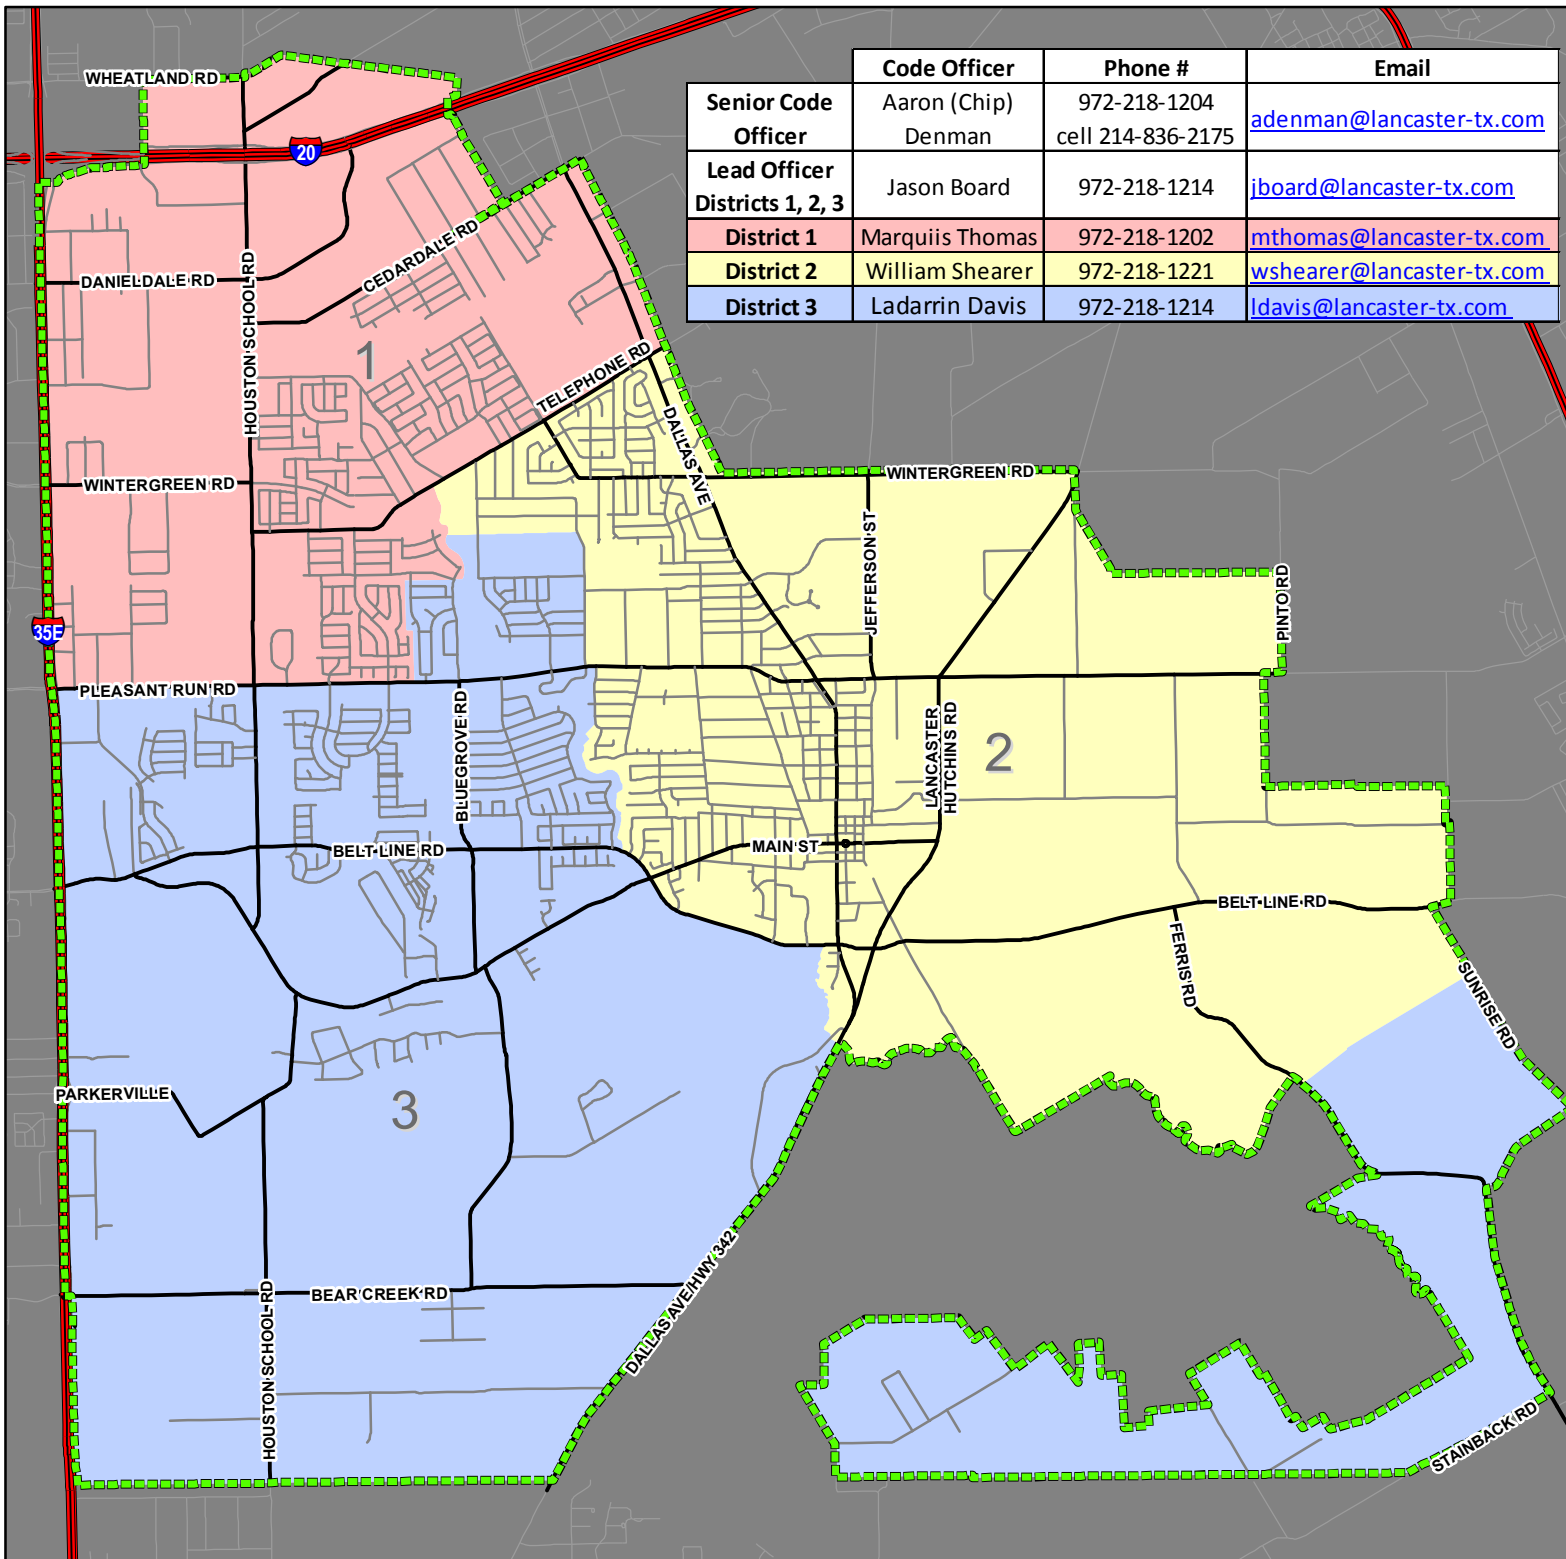 Code Officer Phone # Email
Senior Code Officer Aaron (Chip) Denman 972-218-1204 cell 214-836-2175 adenman@lancaster-tx.com
Lead Officer Districts 1, 2, 3 Jason Board 972-218-1214 jboard@lancaster-tx.com
District 1 Marquiis Thomas 972-218-1202 mthomas@lancaster-tx.com
District 2 William Shearer 972-218-1221 wshearer@lancaster-tx.com
District 3 Ladarrin Davis 972-218-1214 ldavis@lancaster-tx.com
WHEATLAND RD
20
DANIELDALE RD
HOUSTON SCHOOL RD
CEDARDALE RD
1
TELEPHONE RD
DALLAS AVE
WINTERGREEN RD
WINTERGREEN RD
JEFFERSON ST
PINTO RD
35E
PLEASANT RUN RD
BLUEGROVE RD
LANCASTER
HUTCHINS RD
2
MAIN ST
BELT LINE RD
BELT LINE RD
FERRIS RD
SUNRISE RD
PARKERVILLE
3
BEAR CREEK RD
HOUSTON SCHOOL RD
DALLAS AVE/HWY 342
STAINBACK RD